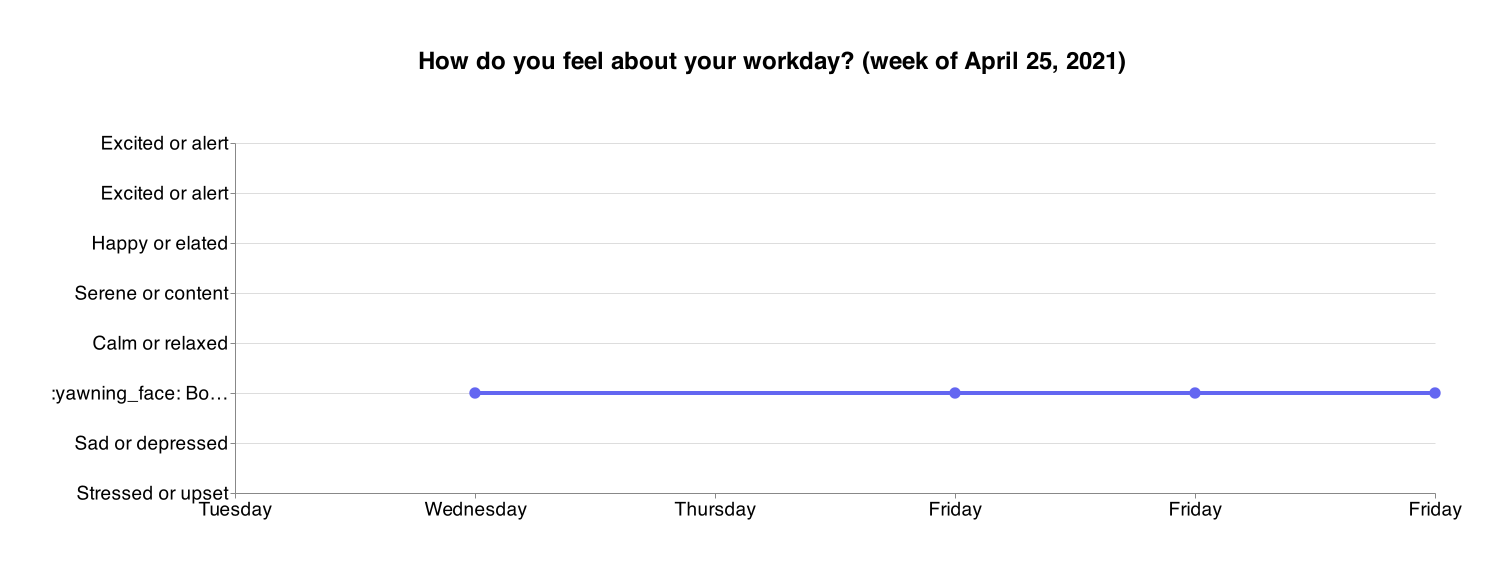 How do you feel about your workday? (week of April 25, 2021)
Excited or alert
Excited or alert
Happy or elated
Serene or content
Calm or relaxed
:yawning_face: Bo…
Sad or depressed
Stressed or upset
Tuesday Wednesday Thursday Friday Friday Friday